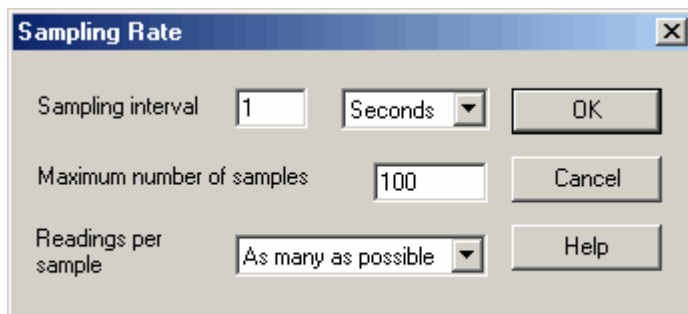 Sampling Rate
Sampling interval 1 Seconds OK
Maximum number of samples 100 Cancel
Readings per
sample As many as possible Help